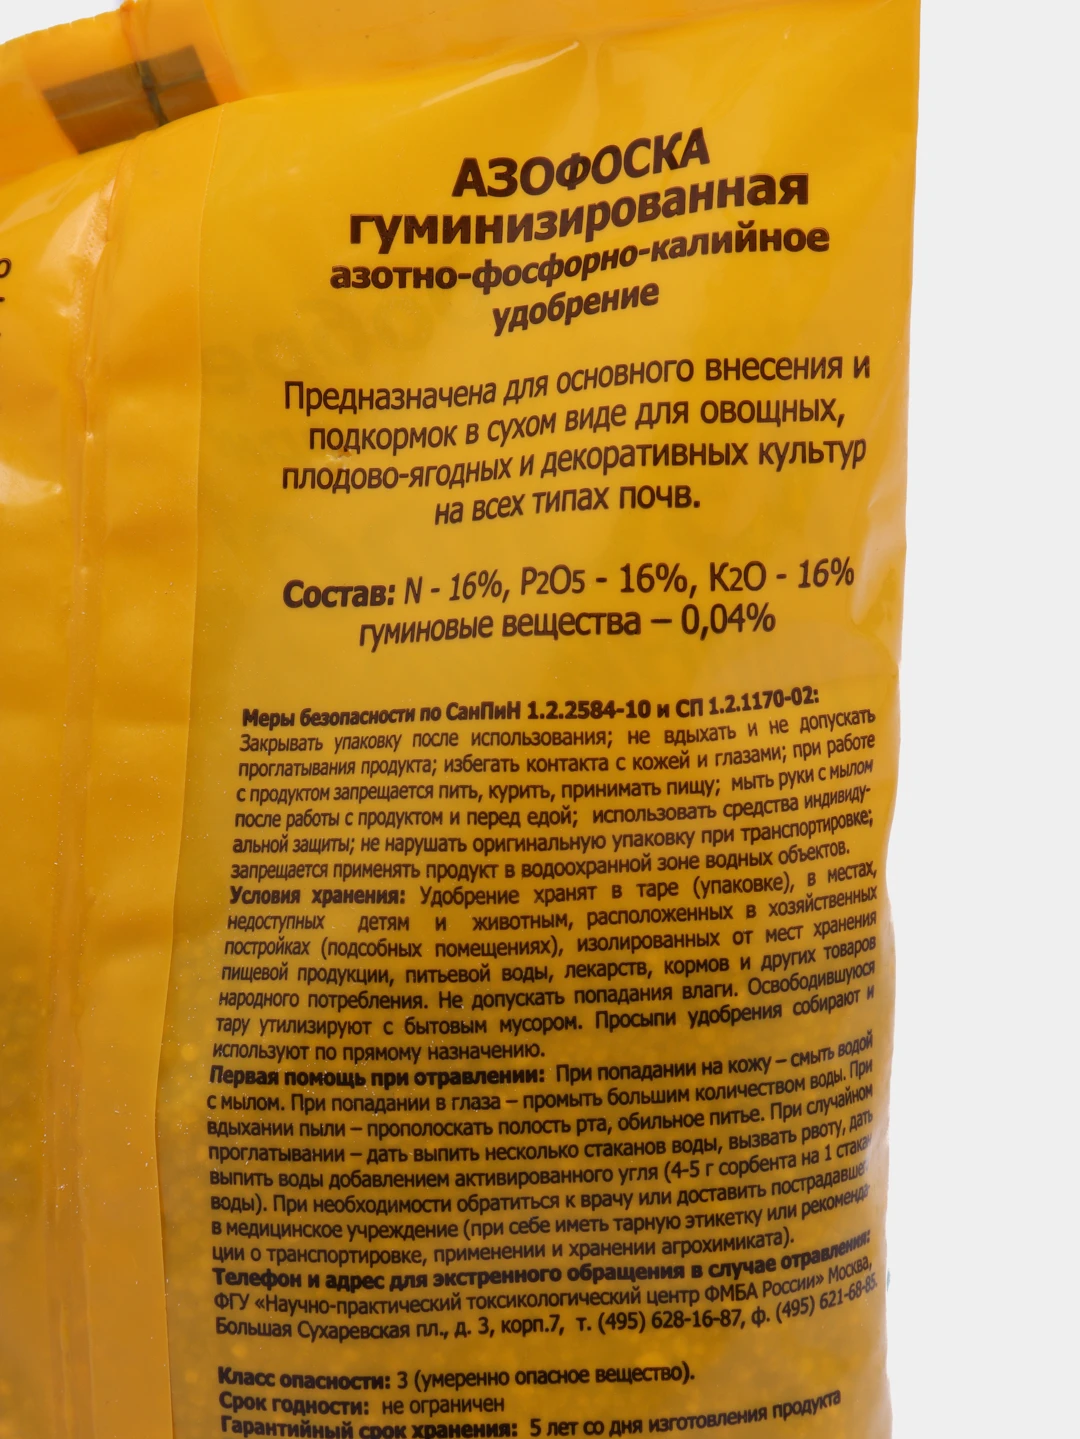 АЗОФОСКА
гуминизированная
азотно-фосфорно-калийное
удобрение
Предназначена для основного внесения и
подкормок в сухом виде для овощных,
плодово-ягодных и декоративных культур
на всех типах почв.
Состав: N - 16%, P2O5 - 16%, K2O - 16%
гуминовые вещества – 0,04%
Меры безопасности по СанПиН 1.2.2584-10 и СП 1.2.1170-02:
Закрывать упаковку после использования; не вдыхать и не допускать
проглатывания продукта; избегать контакта с кожей и глазами; при работе
с продуктом запрещается пить, курить, принимать пищу; мыть руки с мылом
после работы с продуктом и перед едой; использовать средства индивиду-
альной защиты; не нарушать оригинальную упаковку при транспортировке;
запрещается применять продукт в водоохранной зоне водных объектов.
Условия хранения: Удобрение хранят в таре (упаковке), в местах,
недоступных детям и животным, расположенных в хозяйственных
постройках (подсобных помещениях), изолированных от мест хранения
пищевой продукции, питьевой воды, лекарств, кормов и других товаров
народного потребления. Не допускать попадания влаги. Освободившуюся
тару утилизируют с бытовым мусором. Просыпи удобрения собирают и
используют по прямому назначению.
Первая помощь при отравлении: При попадании на кожу – смыть водой
с мылом. При попадании в глаза – промыть большим количеством воды. При
вдыхании пыли – прополоскать полость рта, обильное питье. При случайном
проглатывании – дать выпить несколько стаканов воды, вызвать рвоту, дать
выпить воды добавлением активированного угля (4-5 г сорбента на 1 стакан
воды). При необходимости обратиться к врачу или доставить пострадавше
в медицинское учреждение (при себе иметь тарную этикетку или рекоменда
ции о транспортировке, применении и хранении агрохимиката).
Телефон и адрес для экстренного обращения в случае отравления:
ФГУ «Научно-практический токсикологический центр ФМБА России» Москва,
Большая Сухаревская пл., д. 3, корп.7, т. (495) 628-16-87, ф. (495) 621-68-85.
Класс опасности: 3 (умеренно опасное вещество).
Срок годности: не ограничен
Гарантийный срок хранения: 5 лет со дня изготовления продукта